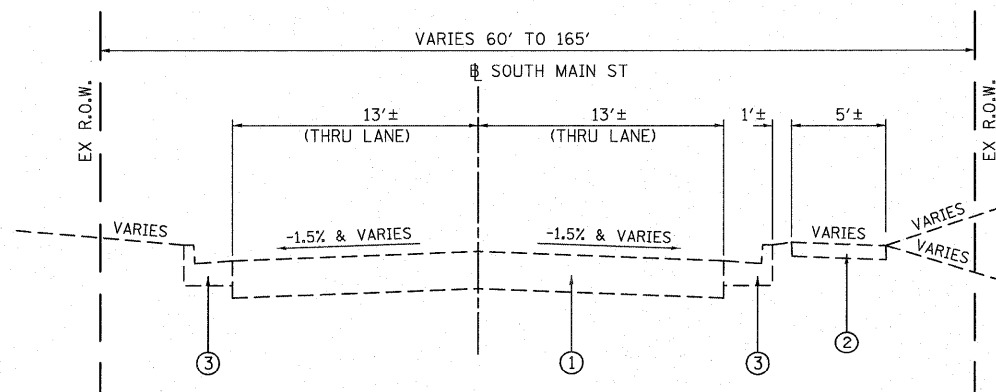 VARIES 60' TO 165'
℄ SOUTH MAIN ST
EX R.O.W.
EX R.O.W.
13'±
(THRU LANE)
13'±
(THRU LANE)
1'±
5'±
VARIES
-1.5% & VARIES
-1.5% & VARIES
VARIES
VARIES
VARIES
3
1
3
2